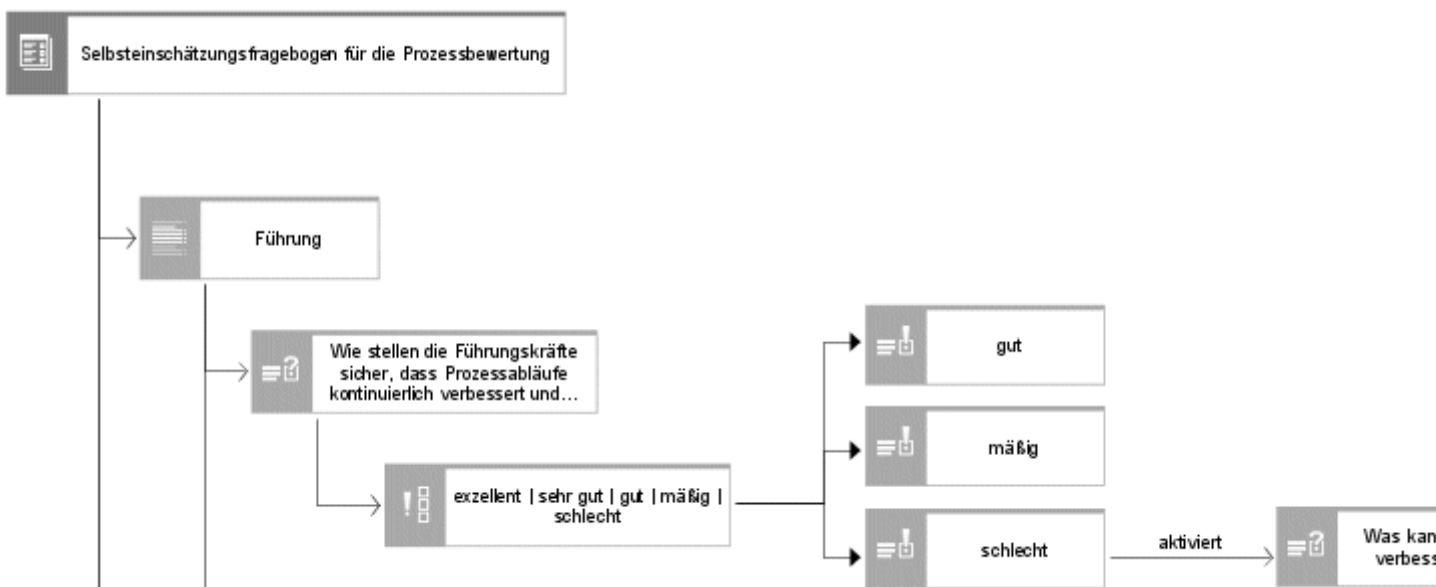 Selbsteinschätzungsfragebogen für die Prozessbewertung
Führung
Wie stellen die Führungskräfte
sicher, dass Prozessabläufe
kontinuierlich verbessert und...
exzellent | sehr gut | gut | mäßig |
schlecht
gut
mäßig
schlecht
aktiviert
Was